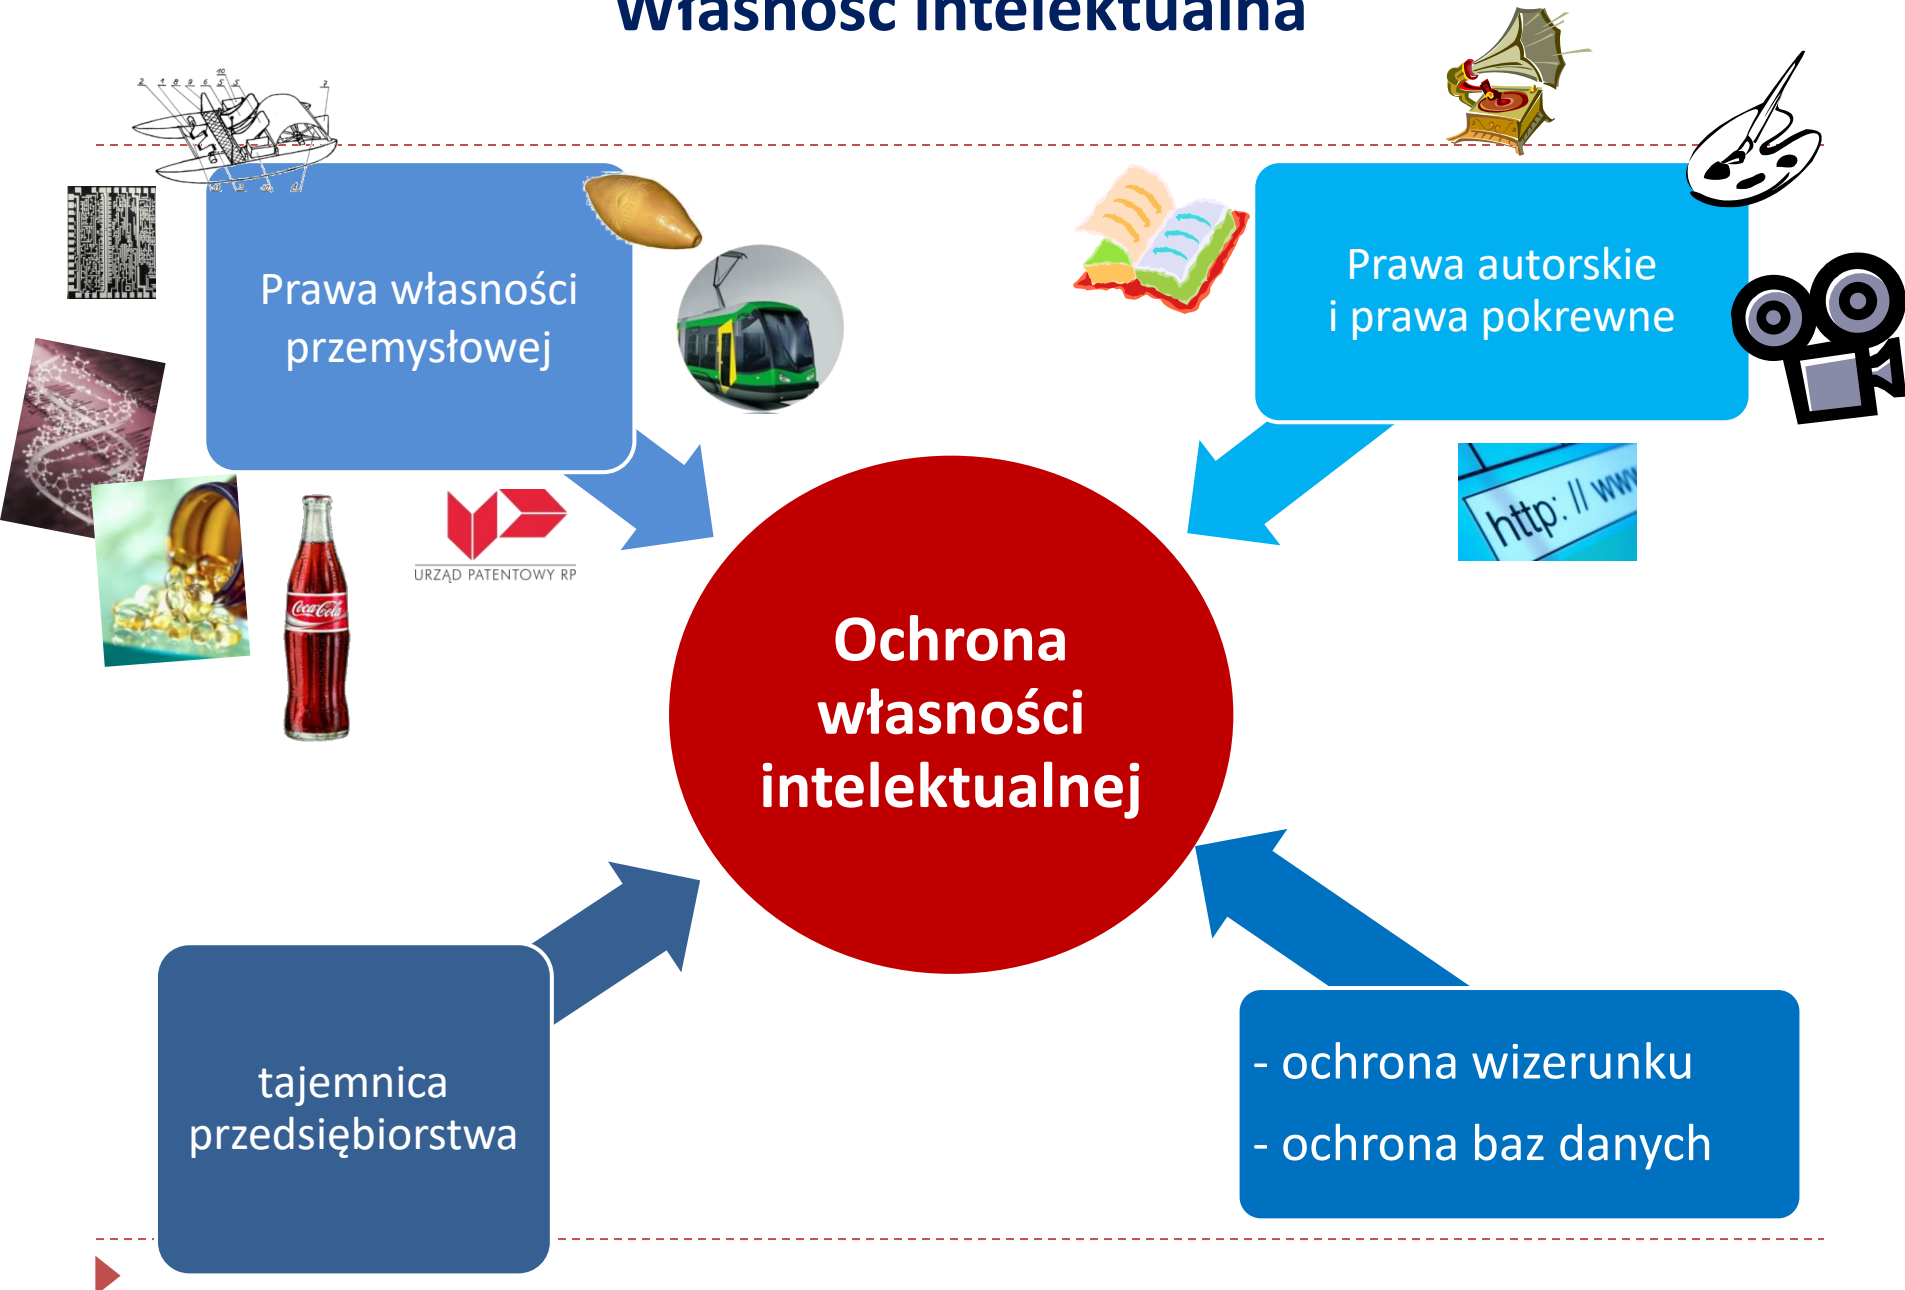 Własność intelektualna
Prawa własności
przemysłowej
Prawa autorskie
i prawa pokrewne
http: // www
Coca-Cola
URZĄD PATENTOWY RP
Ochrona
własności
intelektualnej
tajemnica
przedsiębiorstwa
- ochrona wizerunku
- ochrona baz danych